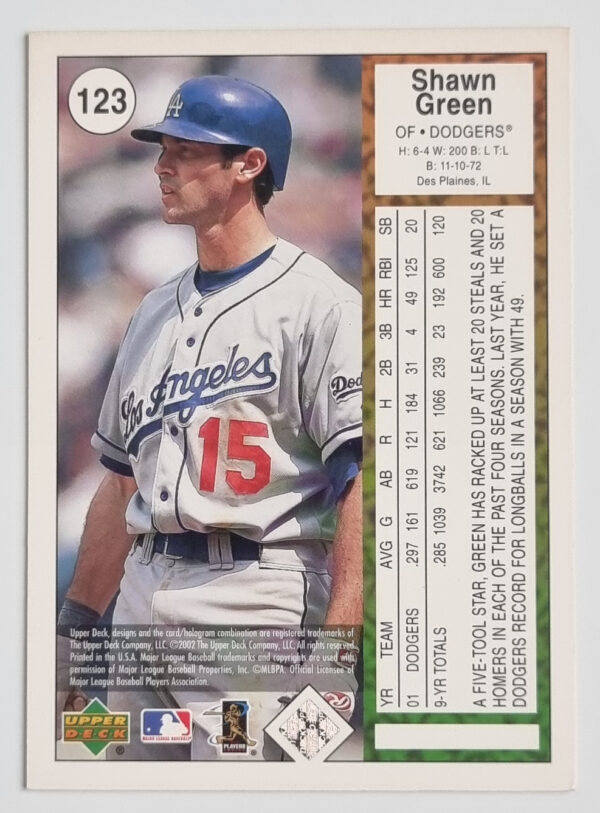 123
LA
Los Angeles
15
Dod
Shawn
Green
OF • DODGERS®
H: 6-4 W: 200 B: L T:L
B: 11-10-72
Des Plaines, IL
YR TEAM AVG G AB R H 2B 3B HR RBI SB
01 DODGERS .297 161 619 121 184 31 4 49 125 20
9-YR TOTALS .285 1039 3742 621 1066 239 23 192 600 120
A FIVE-TOOL STAR, GREEN HAS RACKED UP AT LEAST 20 STEALS AND 20
HOMERS IN EACH OF THE PAST FOUR SEASONS. LAST YEAR, HE SET A
DODGERS RECORD FOR LONGBALLS IN A SEASON WITH 49.
Upper Deck, designs and the card/hologram combination are registered trademarks of
The Upper Deck Company, LLC. ©2002 The Upper Deck Company, LLC. All rights reserved.
Printed in the U.S.A. Major League Baseball trademarks and copyrights are used with
permission of Major League Baseball Properties, Inc. ©MLBPA. Official Licensee of
Major League Baseball Players Association.
UPPER
DECK ®
MAJOR LEAGUE BASEBALL
PLAYERS